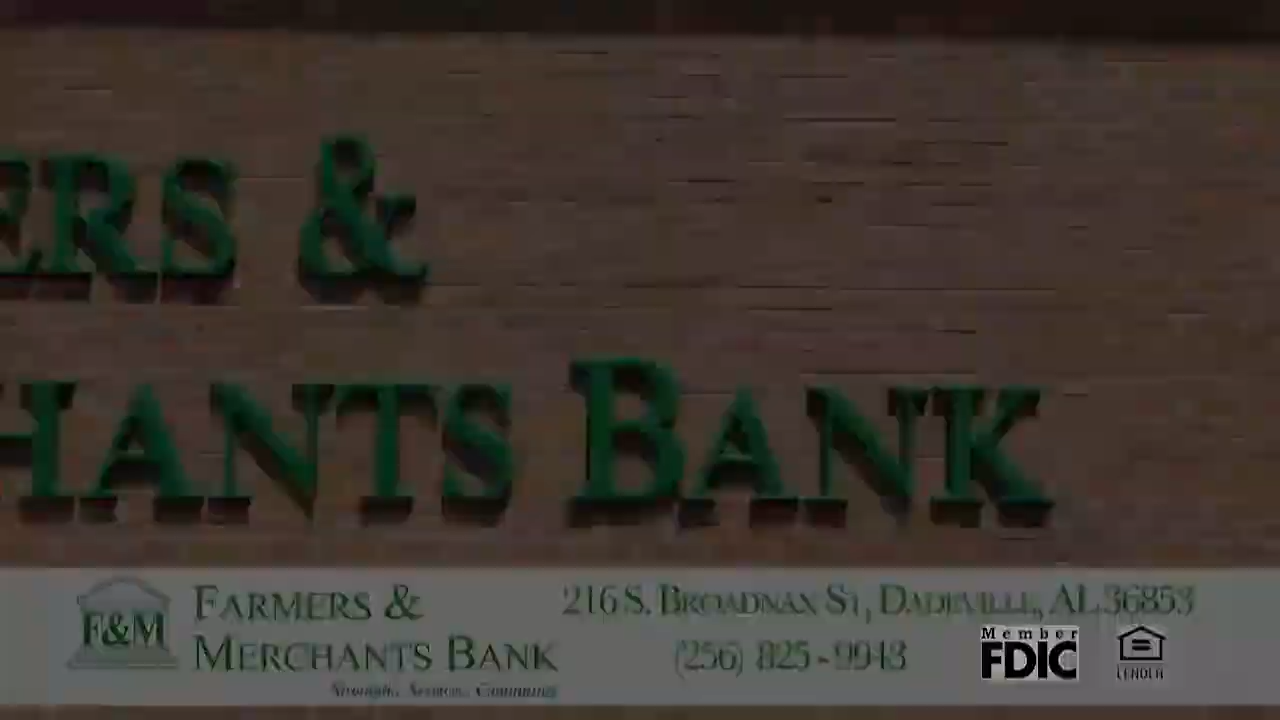 ERS &
HANTS BANK
F&M
FARMERS &
MERCHANTS BANK
216 S. BROADNAX ST, DADEVILLE, AL 36853
(256) 825-9943
Member
FDIC
LENDER